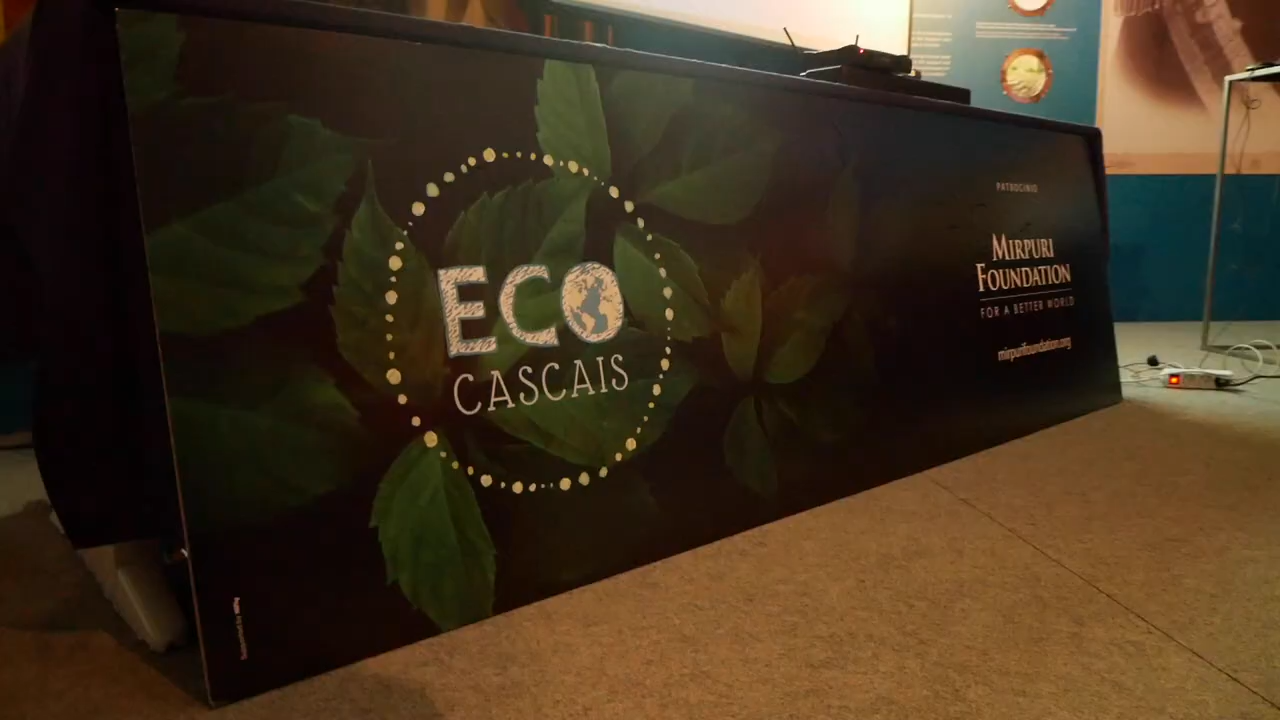 ECO
CASCAIS
PATROCINIO
MIRPURI
FOUNDATION
FOR A BETTER WORLD
mirpurifoundation.org